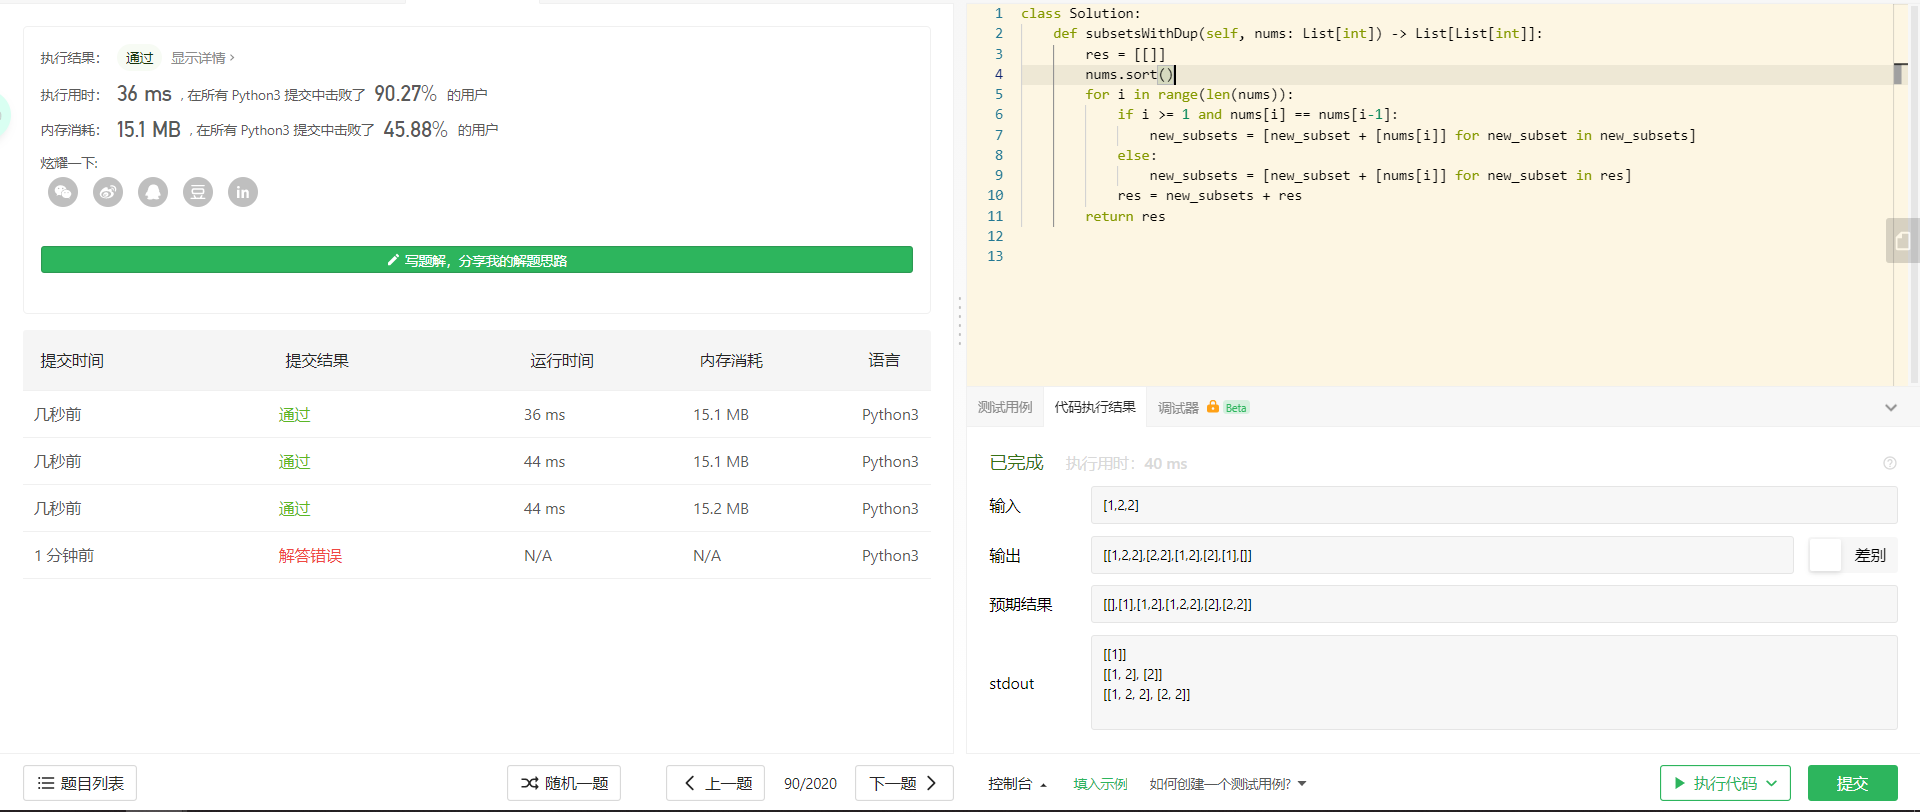 执行结果： 通过 显示详情 ›
执行用时： 36 ms , 在所有 Python3 提交中击败了 90.27% 的用户
内存消耗： 15.1 MB , 在所有 Python3 提交中击败了 45.88% 的用户
炫耀一下:
写题解，分享我的解题思路
提交时间 提交结果 运行时间 内存消耗 语言
几秒前 通过 36 ms 15.1 MB Python3
几秒前 通过 44 ms 15.1 MB Python3
几秒前 通过 44 ms 15.2 MB Python3
1 分钟前 解答错误 N/A N/A Python3
题目列表 随机一题 上一题 90/2020 下一题
1 class Solution:
2 def subsetsWithDup(self, nums: List[int]) -> List[List[int]]:
3 res = [[]]
4 nums.sort()
5 for i in range(len(nums)):
6 if i >= 1 and nums[i] == nums[i-1]:
7 new_subsets = [new_subset + [nums[i]] for new_subset in new_subsets]
8 else:
9 new_subsets = [new_subset + [nums[i]] for new_subset in res]
10 res = new_subsets + res
11 return res
12
13
测试用例 代码执行结果 调试器 Beta
已完成 执行用时： 40 ms
输入 [1,2,2]
输出 [[1,2,2],[2,2],[1,2],[2],[1],[]] 差别
预期结果 [[],[1],[1,2],[1,2,2],[2],[2,2]]
stdout
[[1]]
[[1, 2], [2]]
[[1, 2, 2], [2, 2]]
控制台 填入示例 如何创建一个测试用例? 执行代码 提交